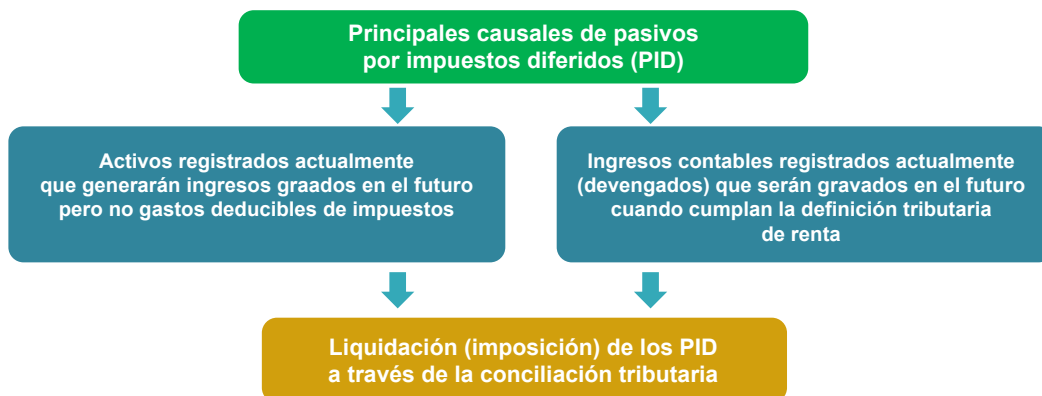 Principales causales de pasivos
por impuestos diferidos (PID)
Activos registrados actualmente
que generarán ingresos graados en el futuro
pero no gastos deducibles de impuestos
Ingresos contables registrados actualmente
(devengados) que serán gravados en el futuro
cuando cumplan la definición tributaria
de renta
Liquidación (imposición) de los PID
a través de la conciliación tributaria